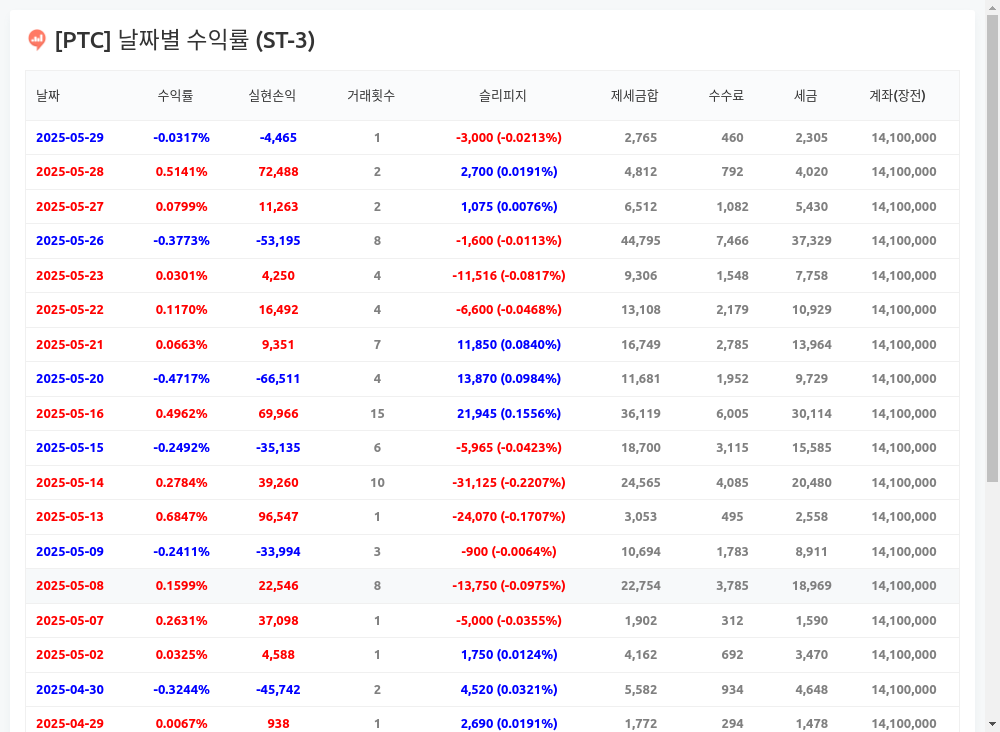 [PTC] 날짜별 수익률 (ST-3)
날짜 수익률 실현손익 거래횟수 슬리피지 제세금합 수수료 세금 계좌(장전)
2025-05-29 -0.0317% -4,465 1 -3,000 (-0.0213%) 2,765 460 2,305 14,100,000
2025-05-28 0.5141% 72,488 2 2,700 (0.0191%) 4,812 792 4,020 14,100,000
2025-05-27 0.0799% 11,263 2 1,075 (0.0076%) 6,512 1,082 5,430 14,100,000
2025-05-26 -0.3773% -53,195 8 -1,600 (-0.0113%) 44,795 7,466 37,329 14,100,000
2025-05-23 0.0301% 4,250 4 -11,516 (-0.0817%) 9,306 1,548 7,758 14,100,000
2025-05-22 0.1170% 16,492 4 -6,600 (-0.0468%) 13,108 2,179 10,929 14,100,000
2025-05-21 0.0663% 9,351 7 11,850 (0.0840%) 16,749 2,785 13,964 14,100,000
2025-05-20 -0.4717% -66,511 4 13,870 (0.0984%) 11,681 1,952 9,729 14,100,000
2025-05-16 0.4962% 69,966 15 21,945 (0.1556%) 36,119 6,005 30,114 14,100,000
2025-05-15 -0.2492% -35,135 6 -5,965 (-0.0423%) 18,700 3,115 15,585 14,100,000
2025-05-14 0.2784% 39,260 10 -31,125 (-0.2207%) 24,565 4,085 20,480 14,100,000
2025-05-13 0.6847% 96,547 1 -24,070 (-0.1707%) 3,053 495 2,558 14,100,000
2025-05-09 -0.2411% -33,994 3 -900 (-0.0064%) 10,694 1,783 8,911 14,100,000
2025-05-08 0.1599% 22,546 8 -13,750 (-0.0975%) 22,754 3,785 18,969 14,100,000
2025-05-07 0.2631% 37,098 1 -5,000 (-0.0355%) 1,902 312 1,590 14,100,000
2025-05-02 0.0325% 4,588 1 1,750 (0.0124%) 4,162 692 3,470 14,100,000
2025-04-30 -0.3244% -45,742 2 4,520 (0.0321%) 5,582 934 4,648 14,100,000
2025-04-29 0.0067% 938 1 2,690 (0.0191%) 1,772 294 1,478 14,100,000